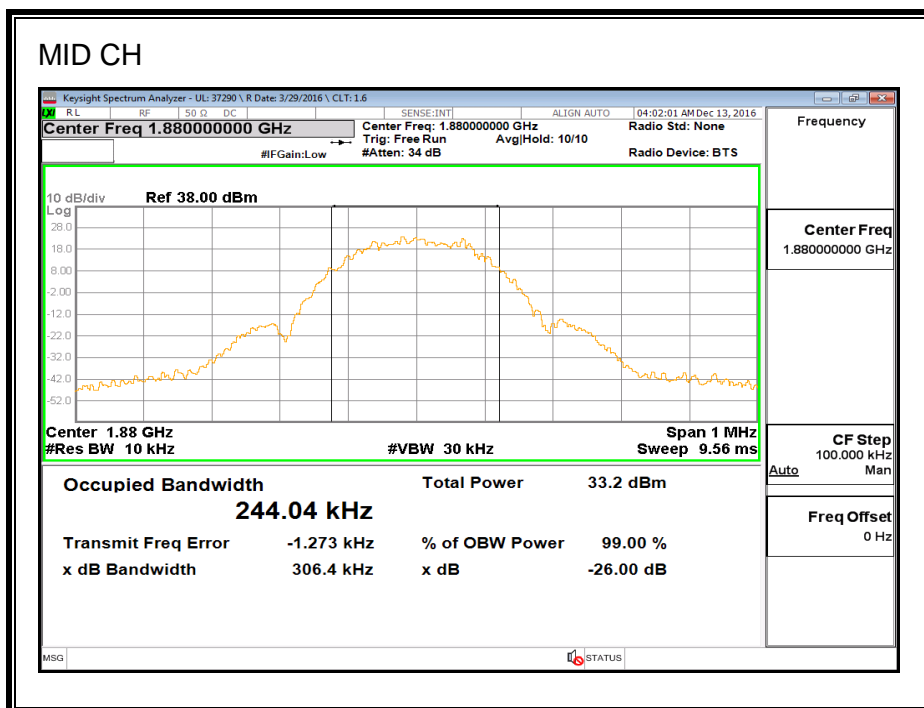 MID CH
Keysight Spectrum Analyzer - UL: 37290 \ R Date: 3/29/2016 \ CLT: 1.6
LXI RL RF 50 Ω DC SENSE:INT ALIGN AUTO 04:02:01 AM Dec 13, 2016
Center Freq 1.880000000 GHz
Center Freq: 1.880000000 GHz
Radio Std: None
Trig: Free Run Avg|Hold: 10/10
#IFGain:Low #Atten: 34 dB Radio Device: BTS
10 dB/div Ref 38.00 dBm
Log
28.0
18.0
8.00
-2.00
-12.0
-22.0
-32.0
-42.0
-52.0
Center 1.88 GHz Span 1 MHz
#Res BW 10 kHz #VBW 30 kHz Sweep 9.56 ms
Occupied Bandwidth Total Power 33.2 dBm
244.04 kHz
Transmit Freq Error -1.273 kHz % of OBW Power 99.00 %
x dB Bandwidth 306.4 kHz x dB -26.00 dB
Frequency
Center Freq
1.880000000 GHz
CF Step
100.000 kHz
Auto Man
Freq Offset
0 Hz
MSG STATUS